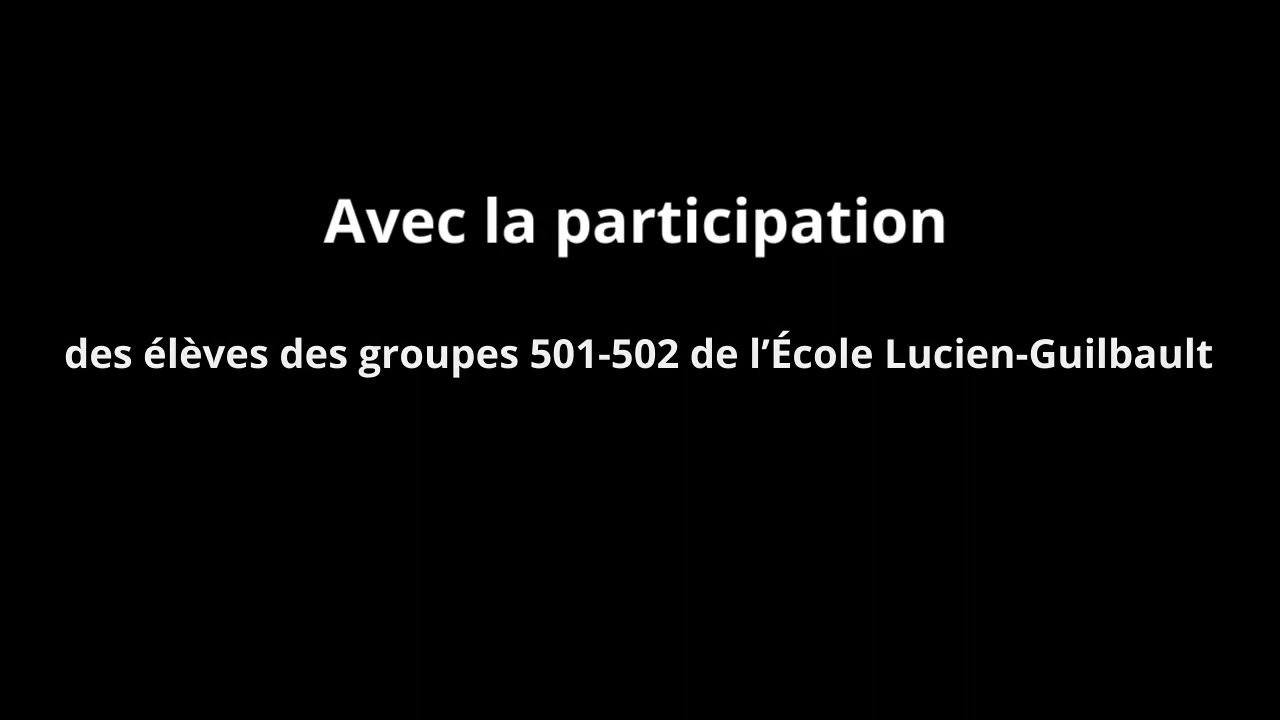 Avec la participation
des élèves des groupes 501-502 de l’École Lucien-Guilbault